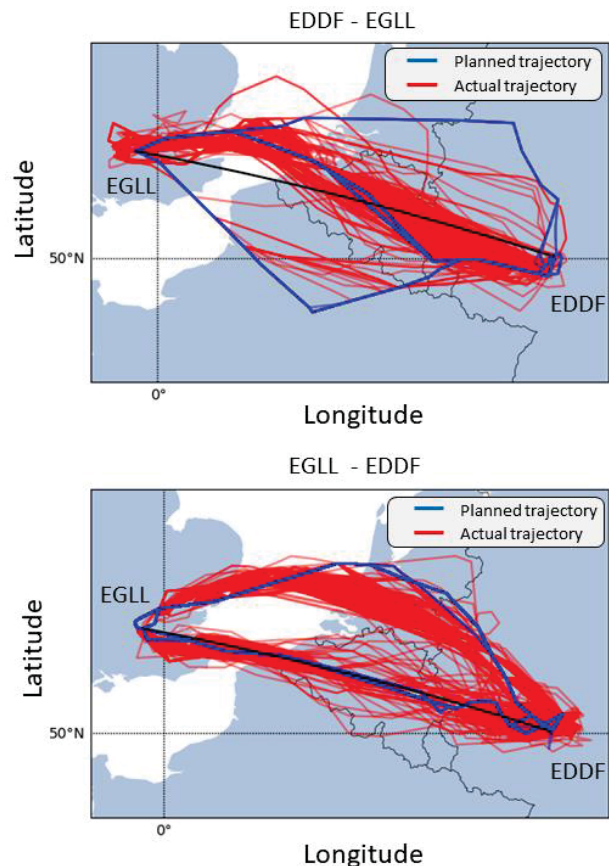 EDDF - EGLL
Planned trajectory
Actual trajectory
EGLL
Latitude
50°N
EDDF
0°
Longitude
EGLL - EDDF
Planned trajectory
Actual trajectory
EGLL
Latitude
50°N
EDDF
0°
Longitude